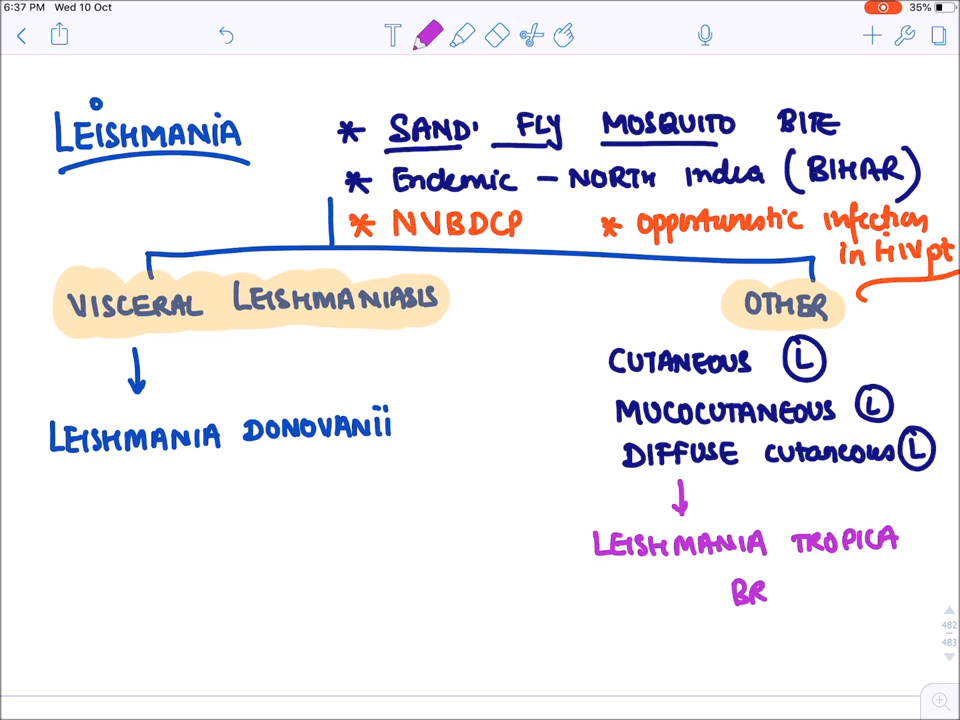 6:37 PM Wed 10 Oct
35%
T
LEISHMANIA
* SAND FLY MOSQUITO BITE
* Endemic – NORTH India (BIHAR)
* NVBDCP * Opportunistic infection
in HIV pt
VISCERAL LEISHMANIASIS
OTHER
CUTANEOUS L
MUCOCUTANEOUS L
DIFFUSE cutaneous L
LEISHMANIA DONOVANII
LEISHMANIA TROPICA
BR
482
483